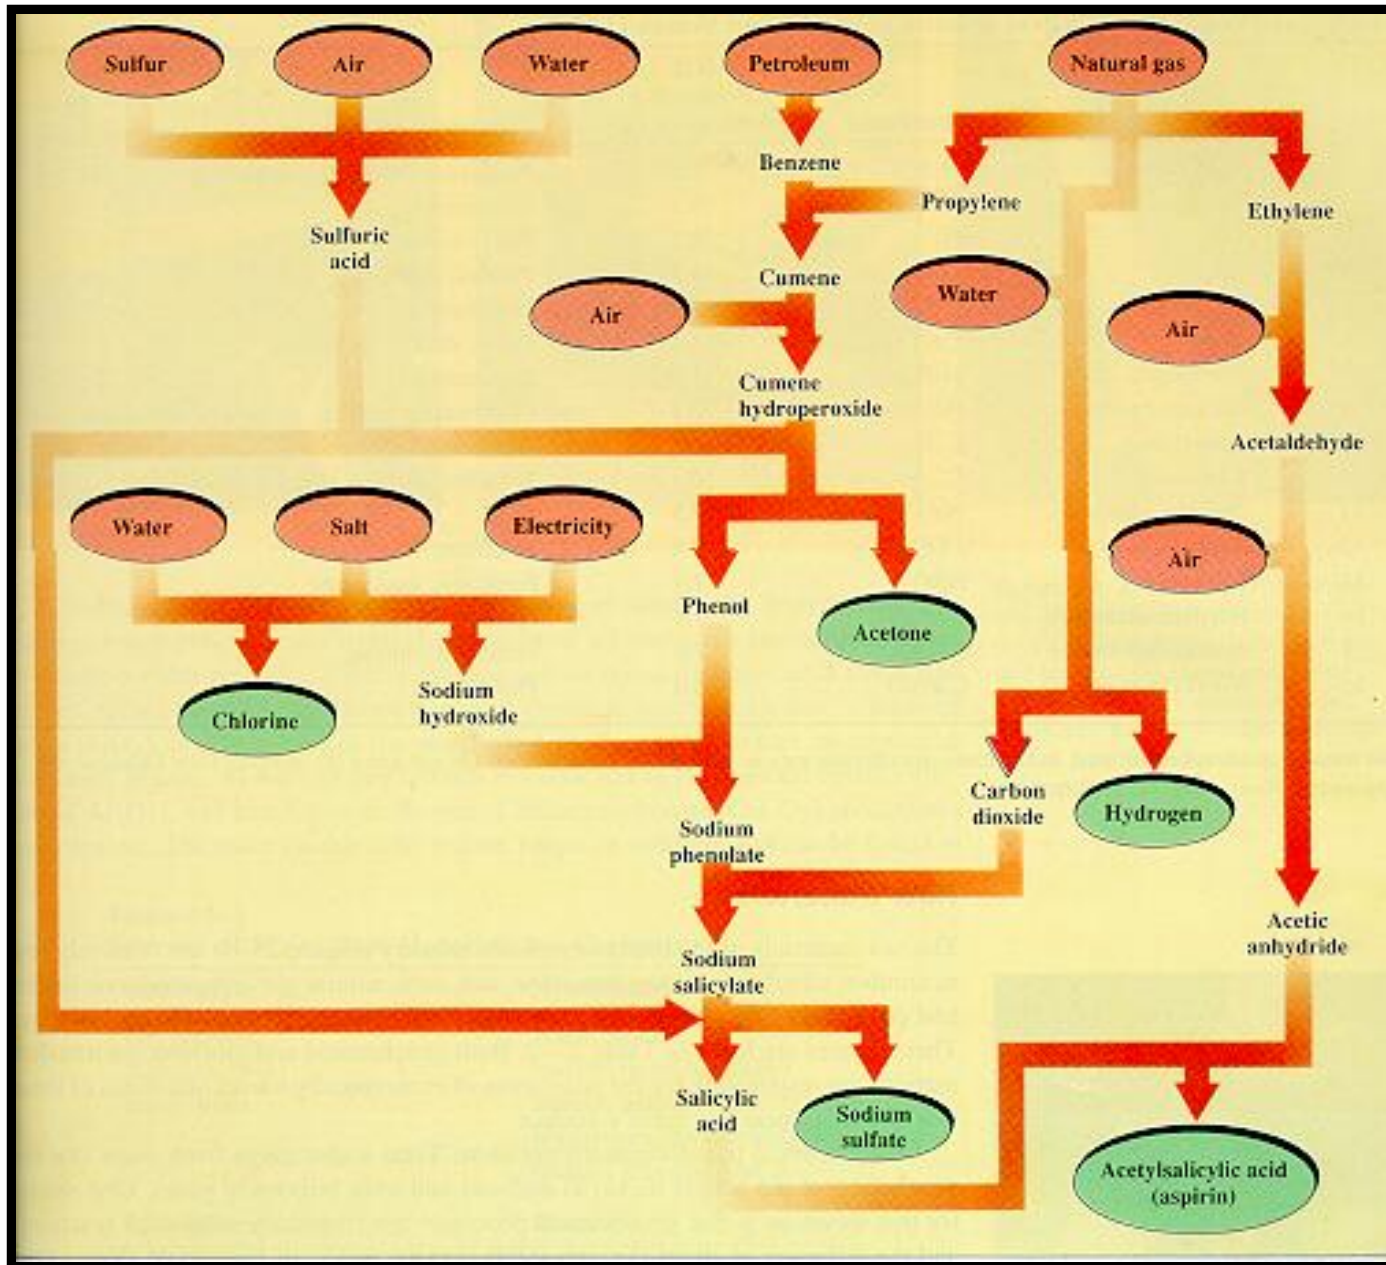 Sulfur
Air
Water
Petroleum
Natural gas
Benzene
Propylene
Ethylene
Sulfuric
acid
Cumene
Water
Air
Air
Cumene
hydroperoxide
Acetaldehyde
Water
Salt
Electricity
Air
Phenol
Acetone
Sodium
hydroxide
Chlorine
Carbon
dioxide
Hydrogen
Sodium
phenolate
Acetic
anhydride
Sodium
salicylate
Salicylic
acid
Sodium
sulfate
Acetylsalicylic acid
(aspirin)